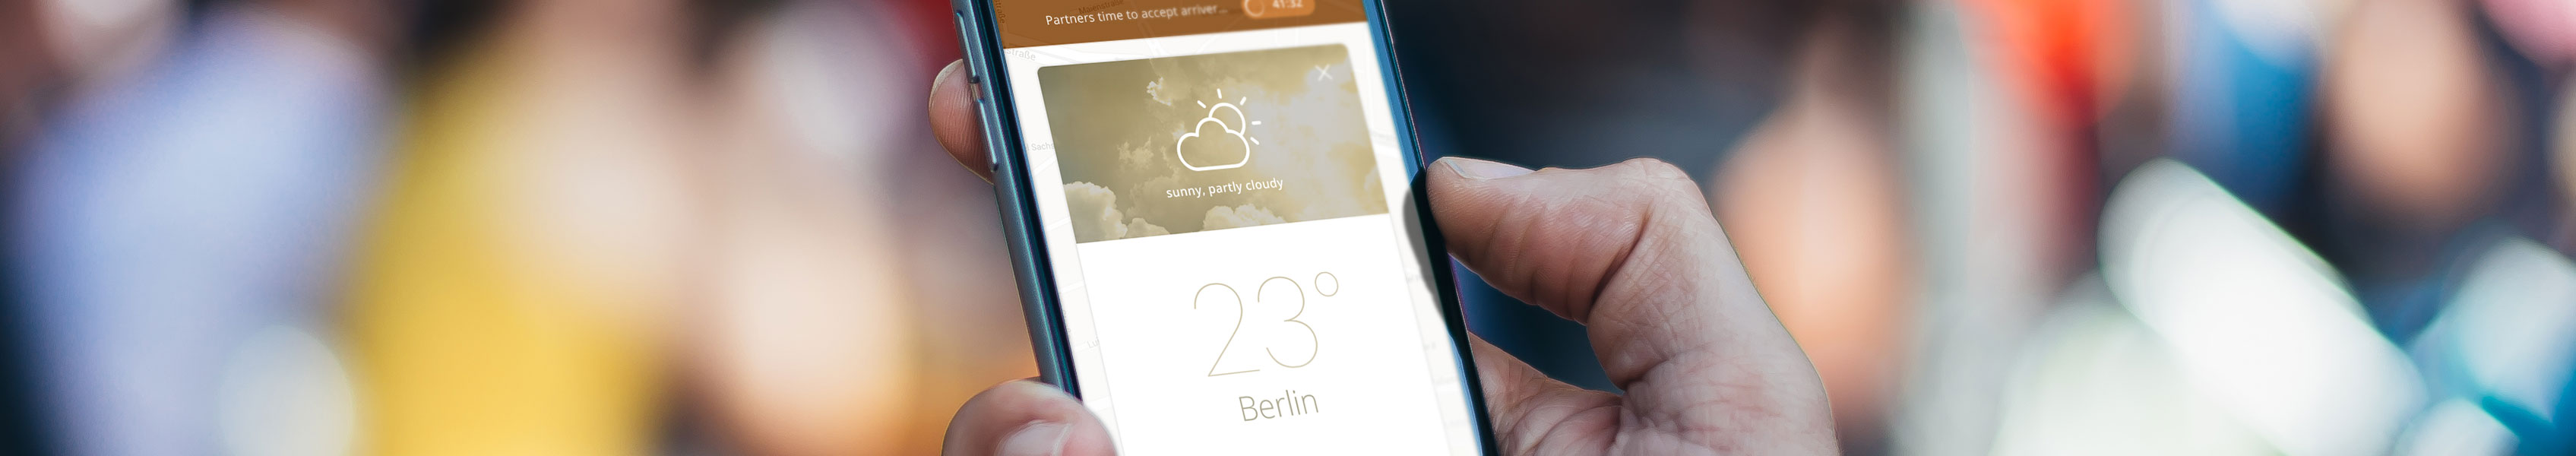 Partners time to accept arriver... 41:32
sunny, partly cloudy
23°
Berlin